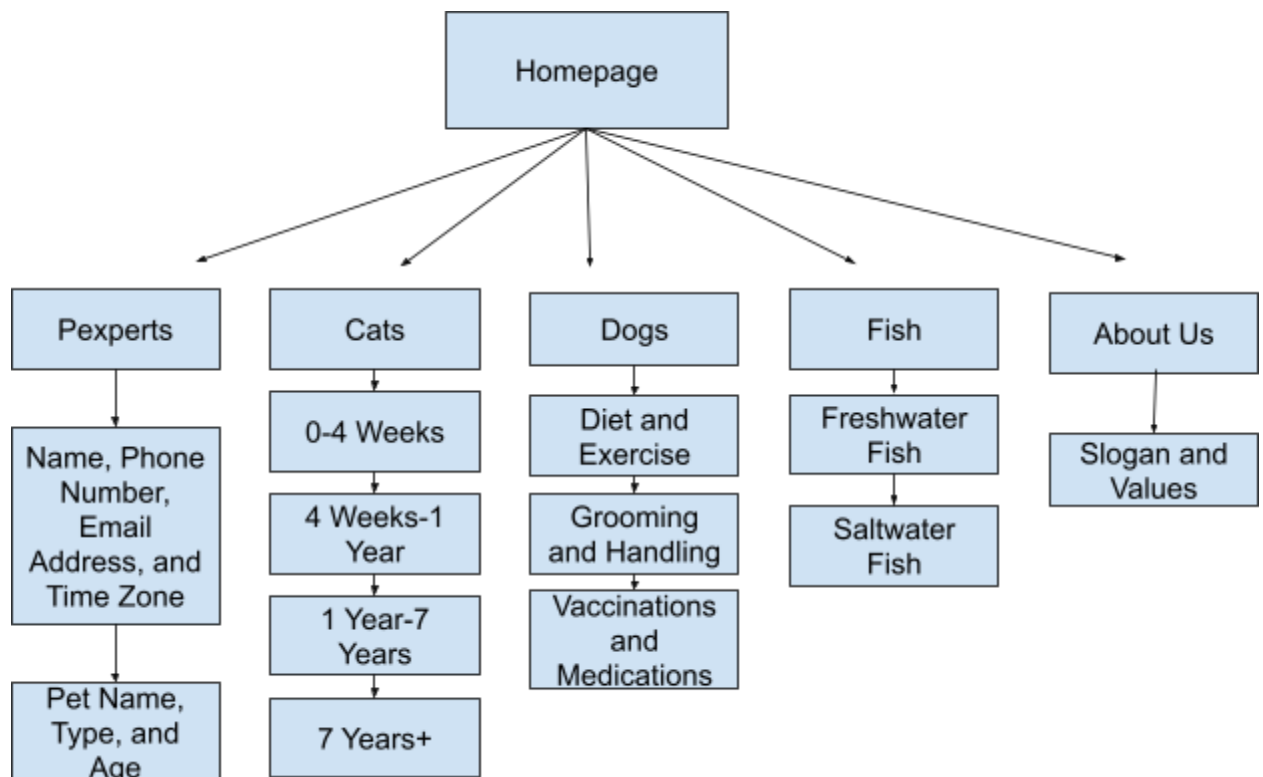 Homepage
Pexperts
Cats
Dogs
Fish
About Us
Name, Phone
Number,
Email
Address, and
Time Zone
Pet Name,
Type, and
Age
0-4 Weeks
4 Weeks-1
Year
1 Year-7
Years
7 Years+
Diet and
Exercise
Grooming
and Handling
Vaccinations
and
Medications
Freshwater
Fish
Saltwater
Fish
Slogan and
Values